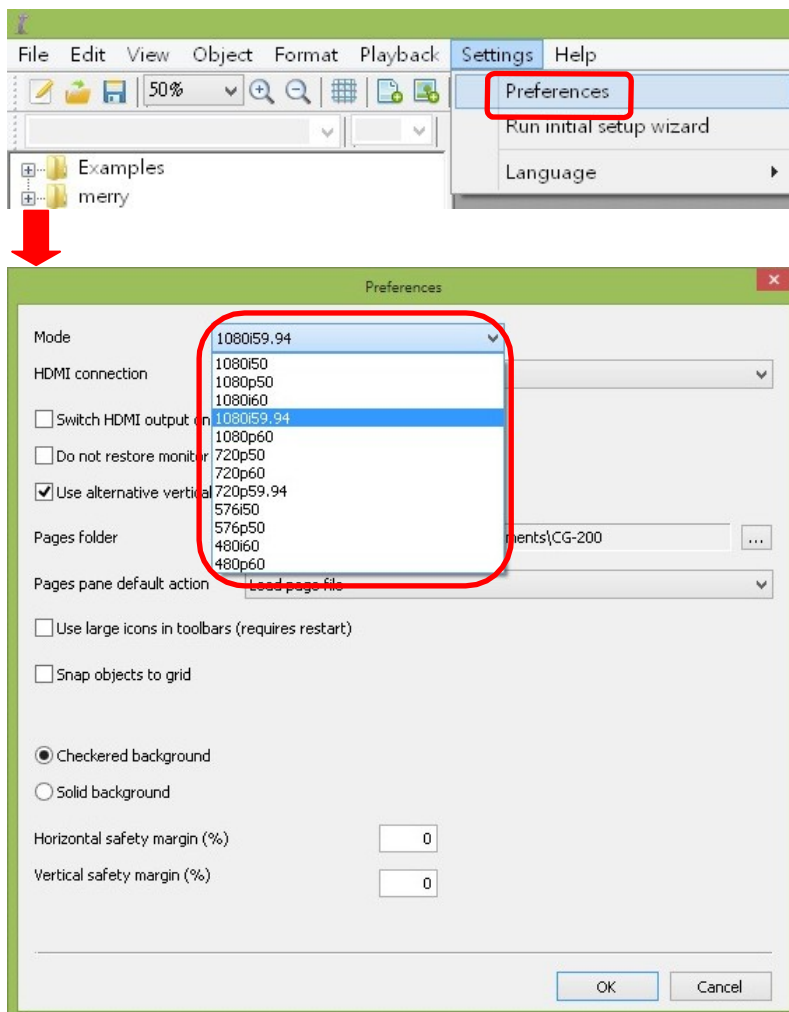 File Edit View Object Format Playback Settings Help
50%
Preferences
Run initial setup wizard
Language
Examples
merry
Preferences
Mode 1080i59.94
1080i50
HDMI connection
1080p50
1080i60
Switch HDMI output on 1080i59.94
1080p60
Do not restore monitor 720p50
720p60
Use alternative vertical 720p59.94
576i50
576p50
Pages folder ments\CG-200 ...
480i60
480p60
Pages pane default action Load page file
Use large icons in toolbars (requires restart)
Snap objects to grid
Checkered background
Solid background
Horizontal safety margin (%) 0
Vertical safety margin (%) 0
OK Cancel